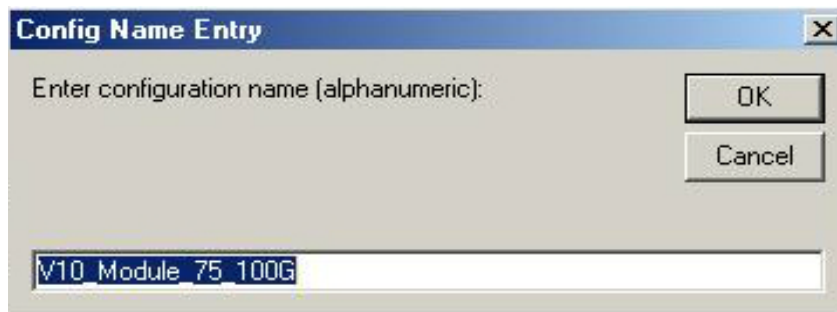 Config Name Entry
Enter configuration name (alphanumeric):
OK
Cancel
V10_Module_75_100G